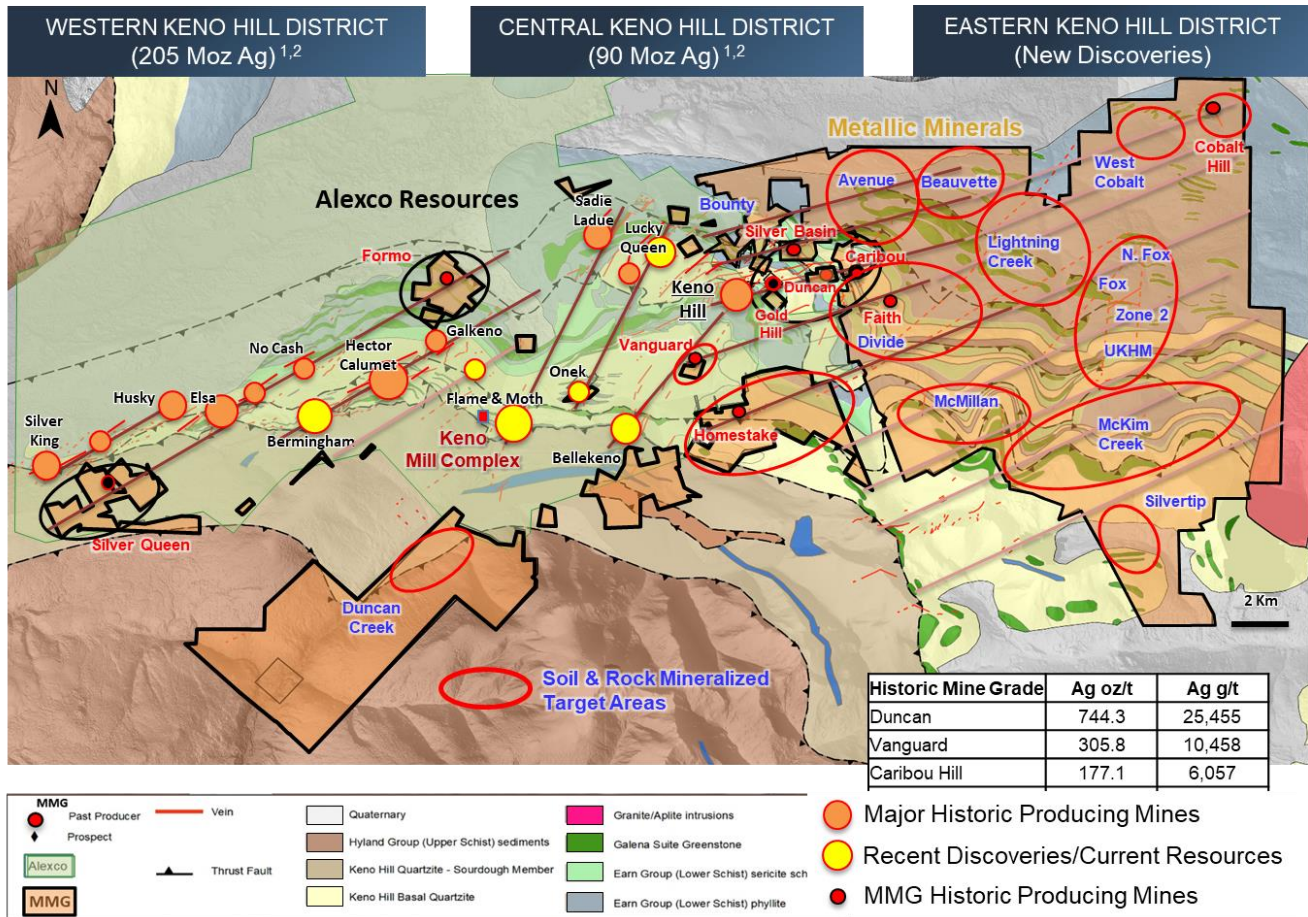 WESTERN KENO HILL DISTRICT
(205 Moz Ag) 1,2
CENTRAL KENO HILL DISTRICT
(90 Moz Ag) 1,2
EASTERN KENO HILL DISTRICT
(New Discoveries)
N
Metallic Minerals
Cobalt
Hill
West
Cobalt
Alexco Resources
Sadie
Ladue
Bounty
Avenue
Beauvette
Lucky
Queen
Silver Basin
Lightning
Creek
Formo
Caribou
N. Fox
Keno
Hill
Duncan
Fox
Gold
Hill
Faith
Zone 2
Galkeno
Divide
No Cash
Hector
Calumet
Vanguard
UKHM
Husky
Elsa
Onek
Flame & Moth
McMillan
McKim
Creek
Silver
King
Bermingham
Keno
Mill Complex
Homestake
Bellekeno
Silvertip
Silver Queen
Duncan
Creek
2 Km
Soil & Rock Mineralized
Target Areas
Historic Mine Grade Ag oz/t Ag g/t
Duncan 744.3 25,455
Vanguard 305.8 10,458
Caribou Hill 177.1 6,057
MMG
Past Producer
Prospect
Alexco
MMG
Vein
Thrust Fault
Quaternary
Hyland Group (Upper Schist) sediments
Keno Hill Quartzite - Sourdough Member
Keno Hill Basal Quartzite
Granite/Aplite intrusions
Galena Suite Greenstone
Earn Group (Lower Schist) sericite sch
Earn Group (Lower Schist) phyllite
Major Historic Producing Mines
Recent Discoveries/Current Resources
MMG Historic Producing Mines